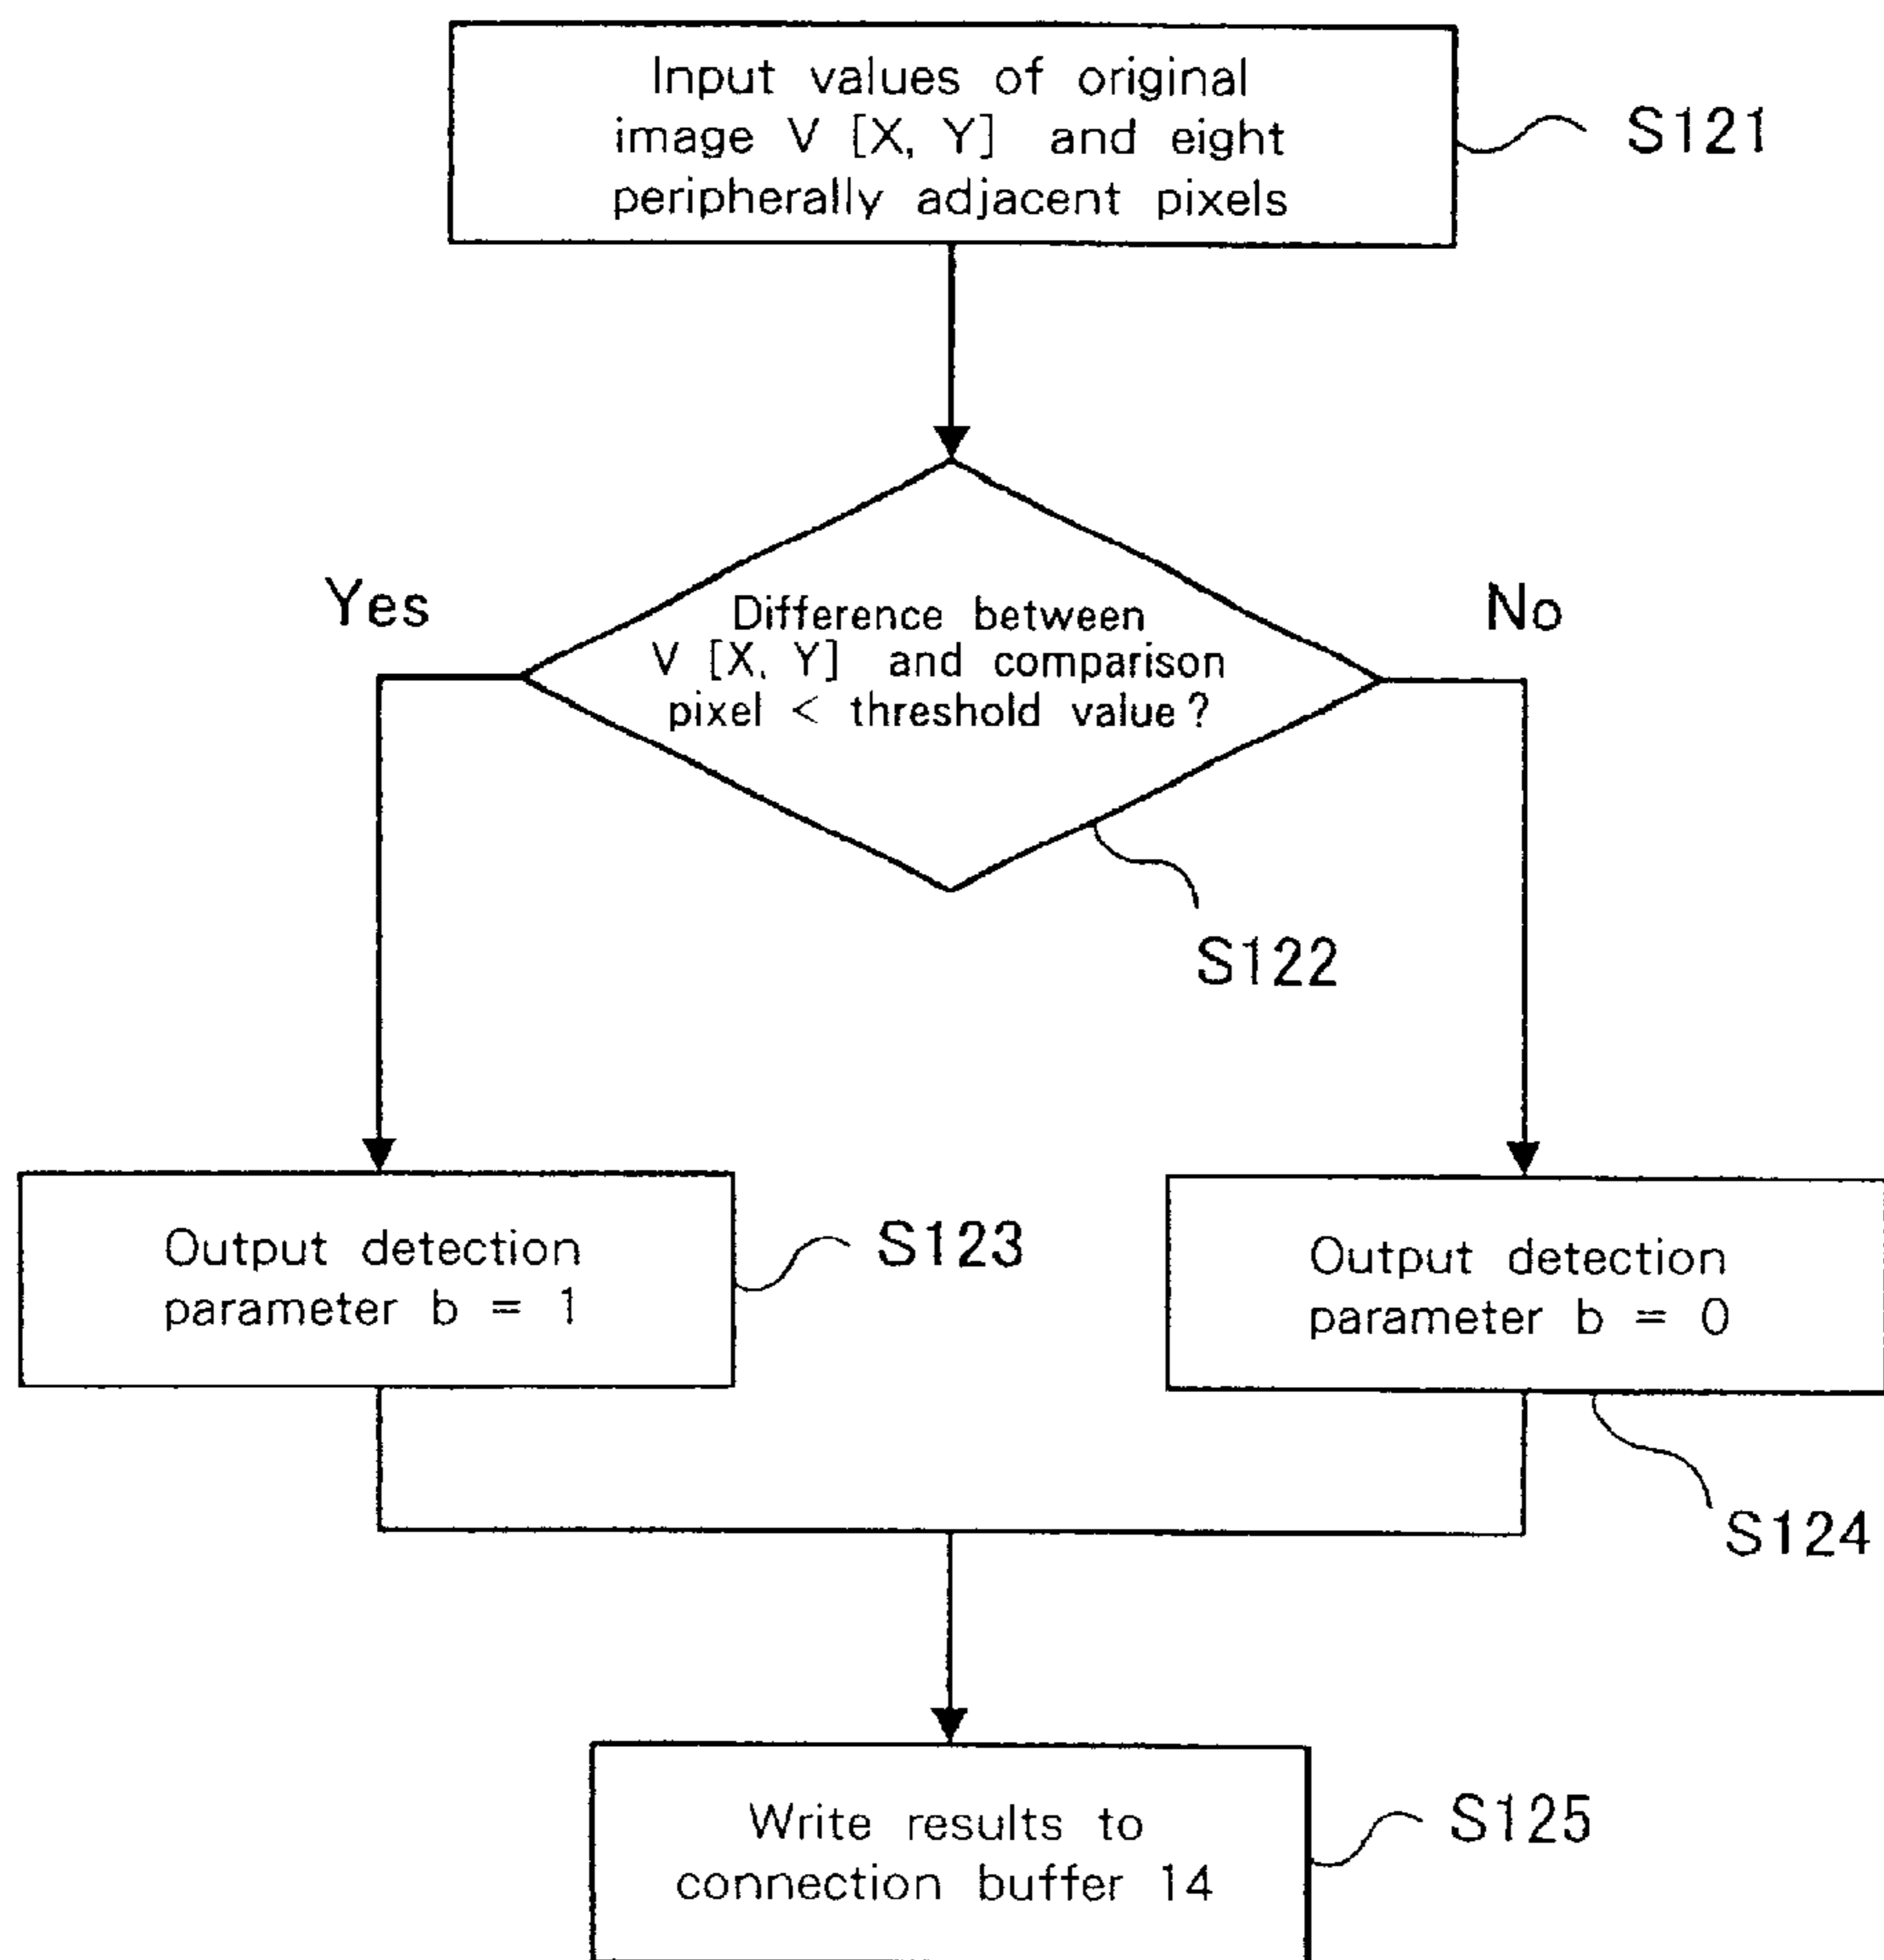 Input values of original
image V [X, Y] and eight
peripherally adjacent pixels
S121
Yes
No
Difference between
V [X, Y] and comparison
pixel < threshold value?
S122
Output detection
parameter b = 1
S123
Output detection
parameter b = 0
S124
Write results to
connection buffer 14
S125